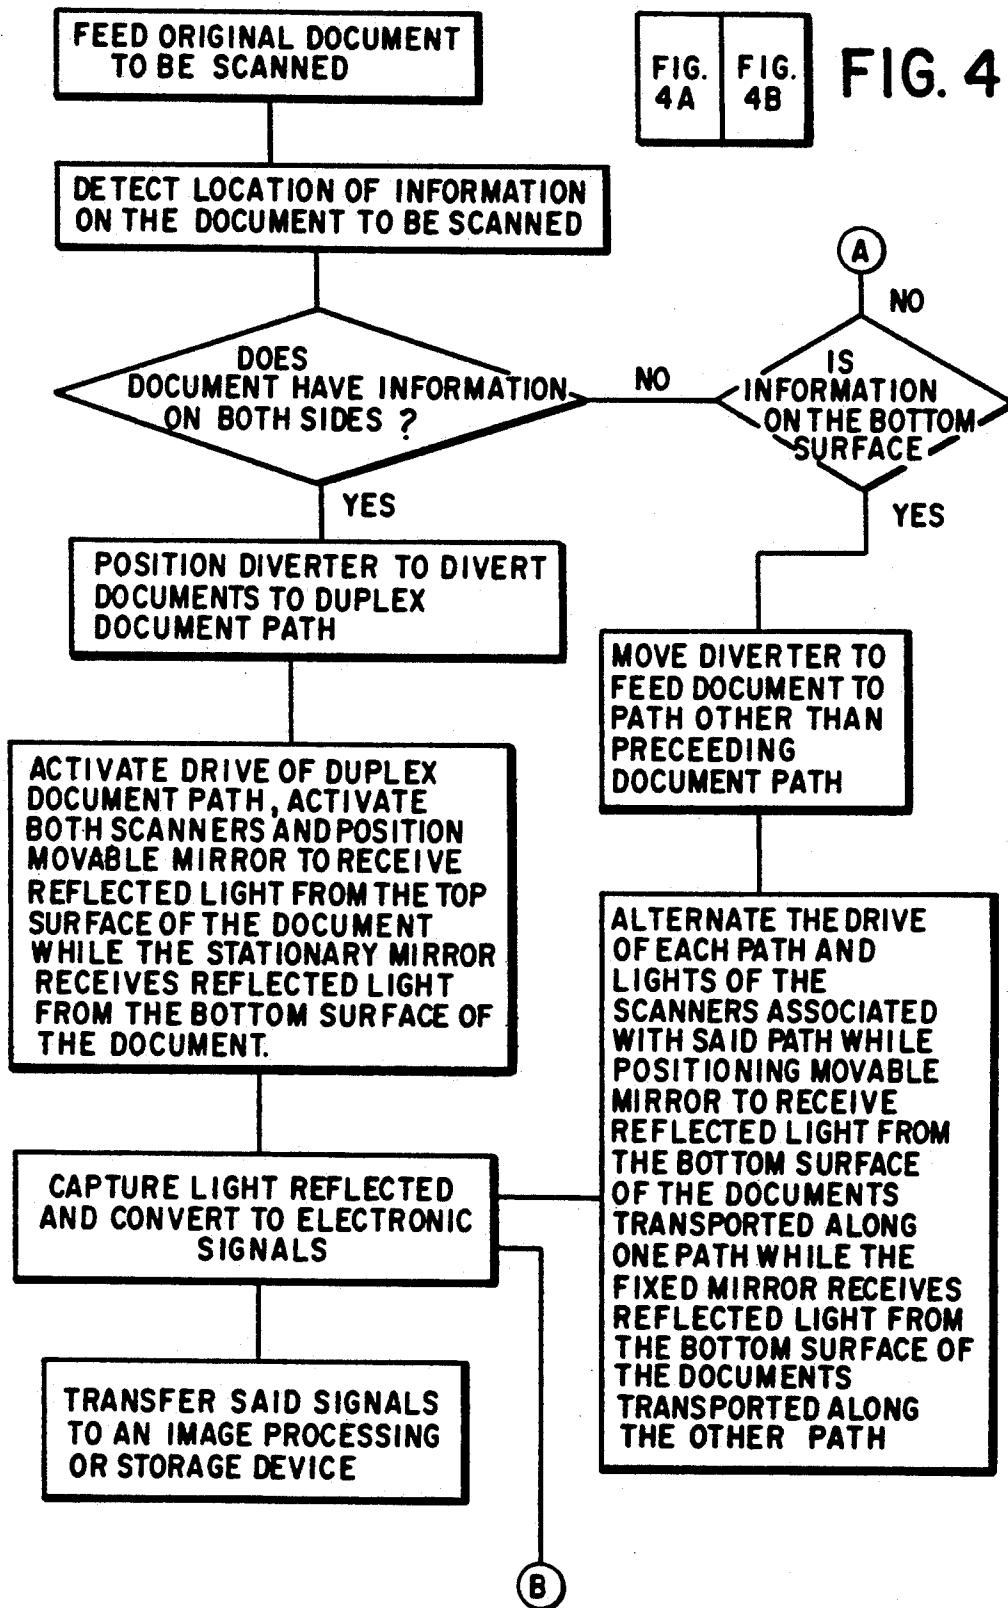 FEED ORIGINAL DOCUMENT
TO BE SCANNED
FIG.
4A
FIG.
4B
FIG. 4
DETECT LOCATION OF INFORMATION
ON THE DOCUMENT TO BE SCANNED
A
NO
DOES
DOCUMENT HAVE INFORMATION
ON BOTH SIDES ?
NO
IS
INFORMATION
ON THE BOTTOM
SURFACE
YES
YES
POSITION DIVERTER TO DIVERT
DOCUMENTS TO DUPLEX
DOCUMENT PATH
MOVE DIVERTER TO
FEED DOCUMENT TO
PATH OTHER THAN
PRECEEDING
DOCUMENT PATH
ACTIVATE DRIVE OF DUPLEX
DOCUMENT PATH, ACTIVATE
BOTH SCANNERS AND POSITION
MOVABLE MIRROR TO RECEIVE
REFLECTED LIGHT FROM THE TOP
SURFACE OF THE DOCUMENT
WHILE THE STATIONARY MIRROR
RECEIVES REFLECTED LIGHT
FROM THE BOTTOM SURFACE OF
THE DOCUMENT.
ALTERNATE THE DRIVE
OF EACH PATH AND
LIGHTS OF THE
SCANNERS ASSOCIATED
WITH SAID PATH WHILE
POSITIONING MOVABLE
MIRROR TO RECEIVE
REFLECTED LIGHT FROM
THE BOTTOM SURFACE
OF THE DOCUMENTS
TRANSPORTED ALONG
ONE PATH WHILE THE
FIXED MIRROR RECEIVES
REFLECTED LIGHT FROM
THE BOTTOM SURFACE OF
THE DOCUMENTS
TRANSPORTED ALONG
THE OTHER PATH
CAPTURE LIGHT REFLECTED
AND CONVERT TO ELECTRONIC
SIGNALS
TRANSFER SAID SIGNALS
TO AN IMAGE PROCESSING
OR STORAGE DEVICE
B